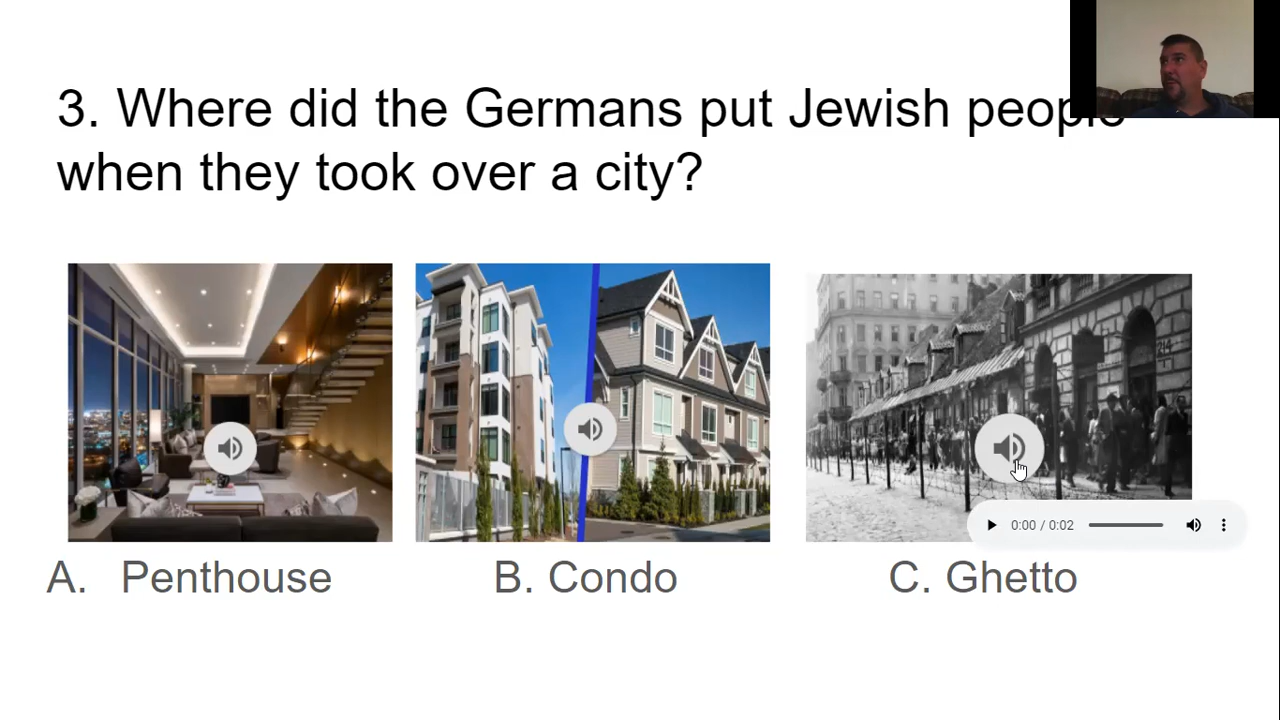 3. Where did the Germans put Jewish people
when they took over a city?
0:00 / 0:02
A. Penthouse
B. Condo
C. Ghetto